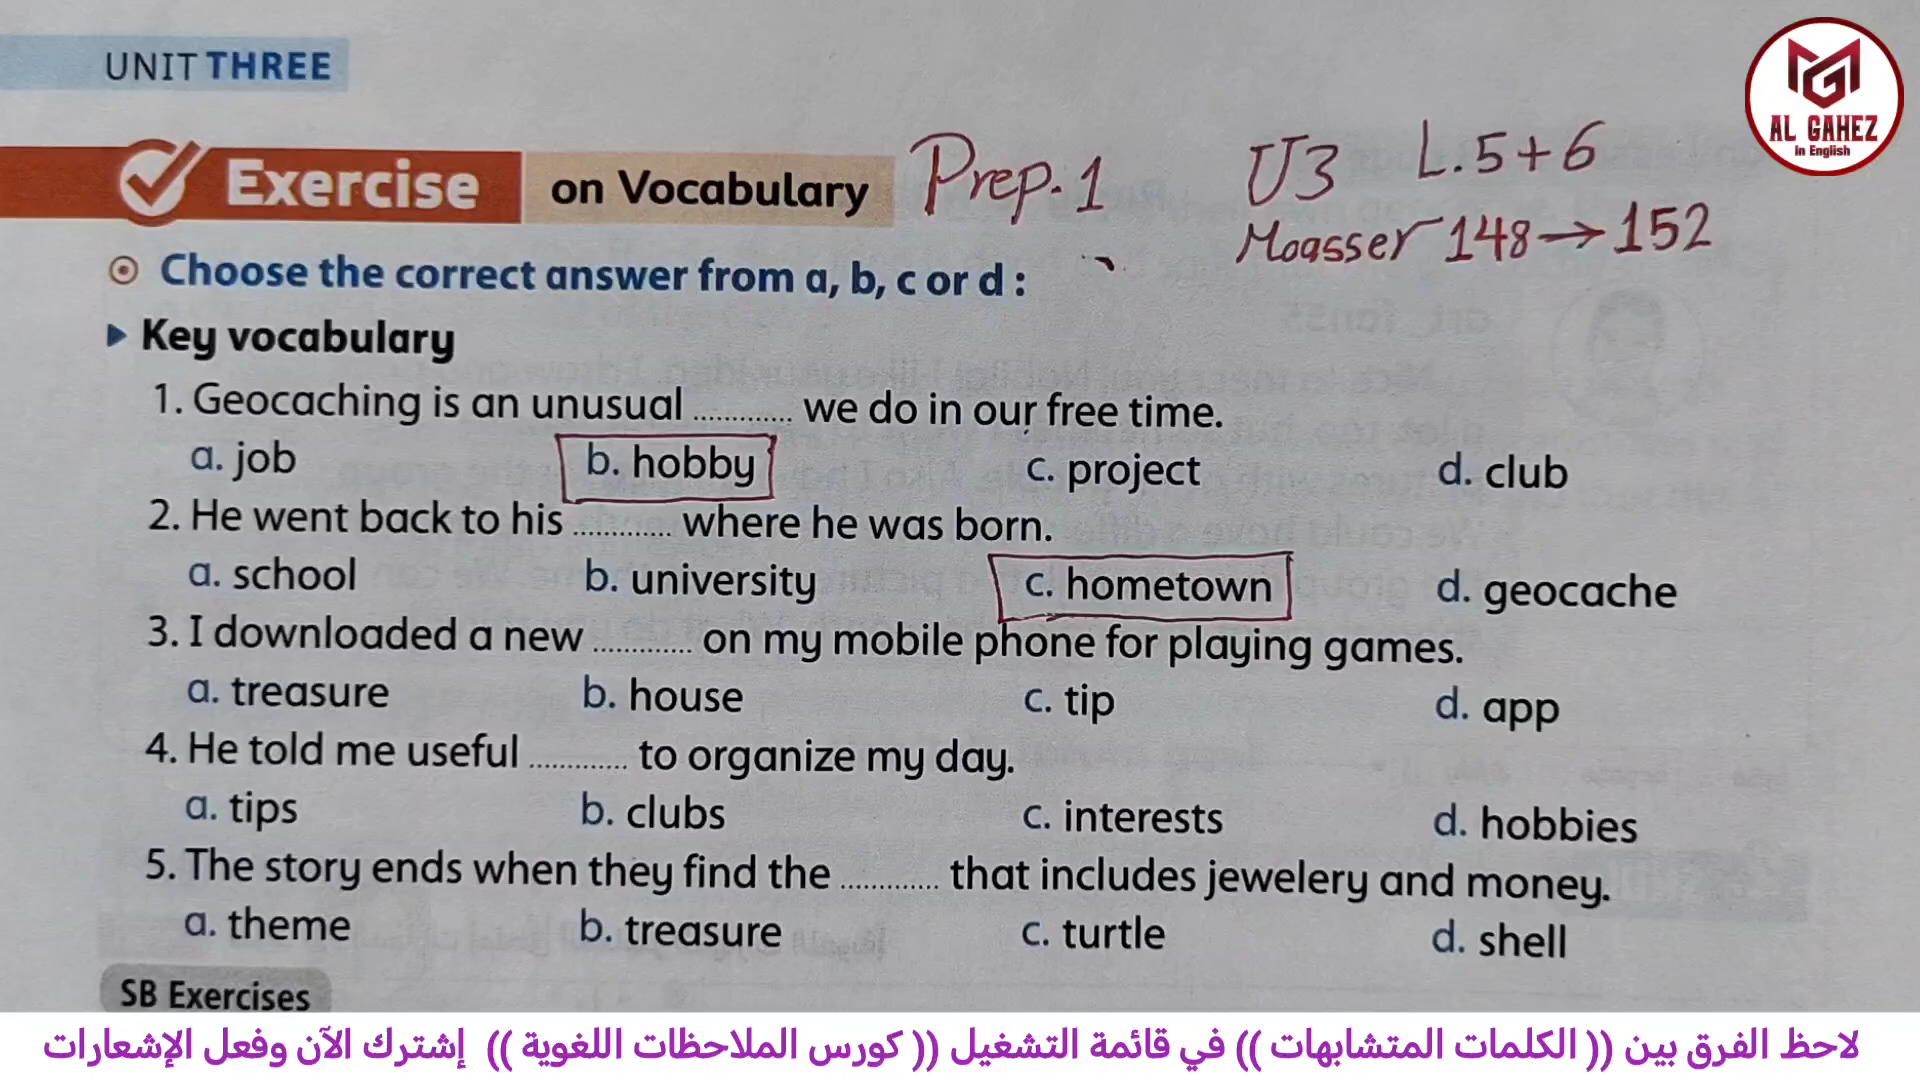 UNIT THREE
AL GAHEZ
in English
Exercise on Vocabulary
Prep. 1 U3 L.5+6
Moasser 148→152
Choose the correct answer from a, b, c or d :
Key vocabulary
1. Geocaching is an unusual ............ we do in our free time.
a. job b. hobby c. project d. club
2. He went back to his ............ where he was born.
a. school b. university c. hometown d. geocache
3. I downloaded a new ............ on my mobile phone for playing games.
a. treasure b. house c. tip d. app
4. He told me useful ............ to organize my day.
a. tips b. clubs c. interests d. hobbies
5. The story ends when they find the ............ that includes jewelery and money.
a. theme b. treasure c. turtle d. shell
SB Exercises
لاحظ الفرق بين (( الكلمات المتشابهات )) في قائمة التشغيل (( كورس الملاحظات اللغوية )) إشترك الآن وفعل الإشعارات